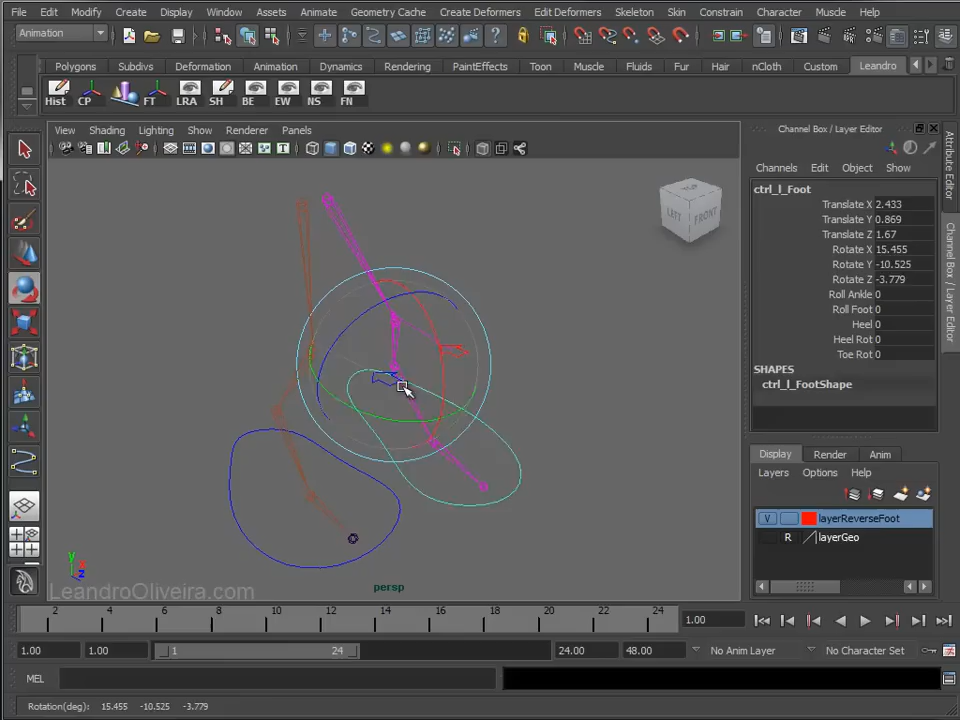 File Edit Modify Create Display Window Assets Animate Geometry Cache Create Deformers Edit Deformers Skeleton Skin Constrain Character Muscle Help
Animation
Polygons Subdivs Deformation Animation Dynamics Rendering PaintEffects Toon Muscle Fluids Fur Hair nCloth Custom Leandro
Hist CP FT LRA SH BE EW NS FN
View Shading Lighting Show Renderer Panels
Channel Box / Layer Editor
Channels Edit Object Show
ctrl_l_Foot
Translate X 2.433
Translate Y 0.869
Translate Z 1.67
Rotate X 15.455
Rotate Y -10.525
Rotate Z -3.779
Roll Ankle 0
Roll Foot 0
Heel 0
Heel Rot 0
Toe Rot 0
SHAPES
ctrl_l_FootShape
Attribute Editor
Channel Box / Layer Editor
LEFT FRONT
Display Render Anim
Layers Options Help
V layerReverseFoot
R layerGeo
y
x
z
persp
LeandroOliveira.com
2 4 6 8 10 12 14 16 18 20 22 24
1.00
1.00 1.00 1 24 24.00 48.00 No Anim Layer No Character Set
MEL
Rotation(deg): 15.455 -10.525 -3.779